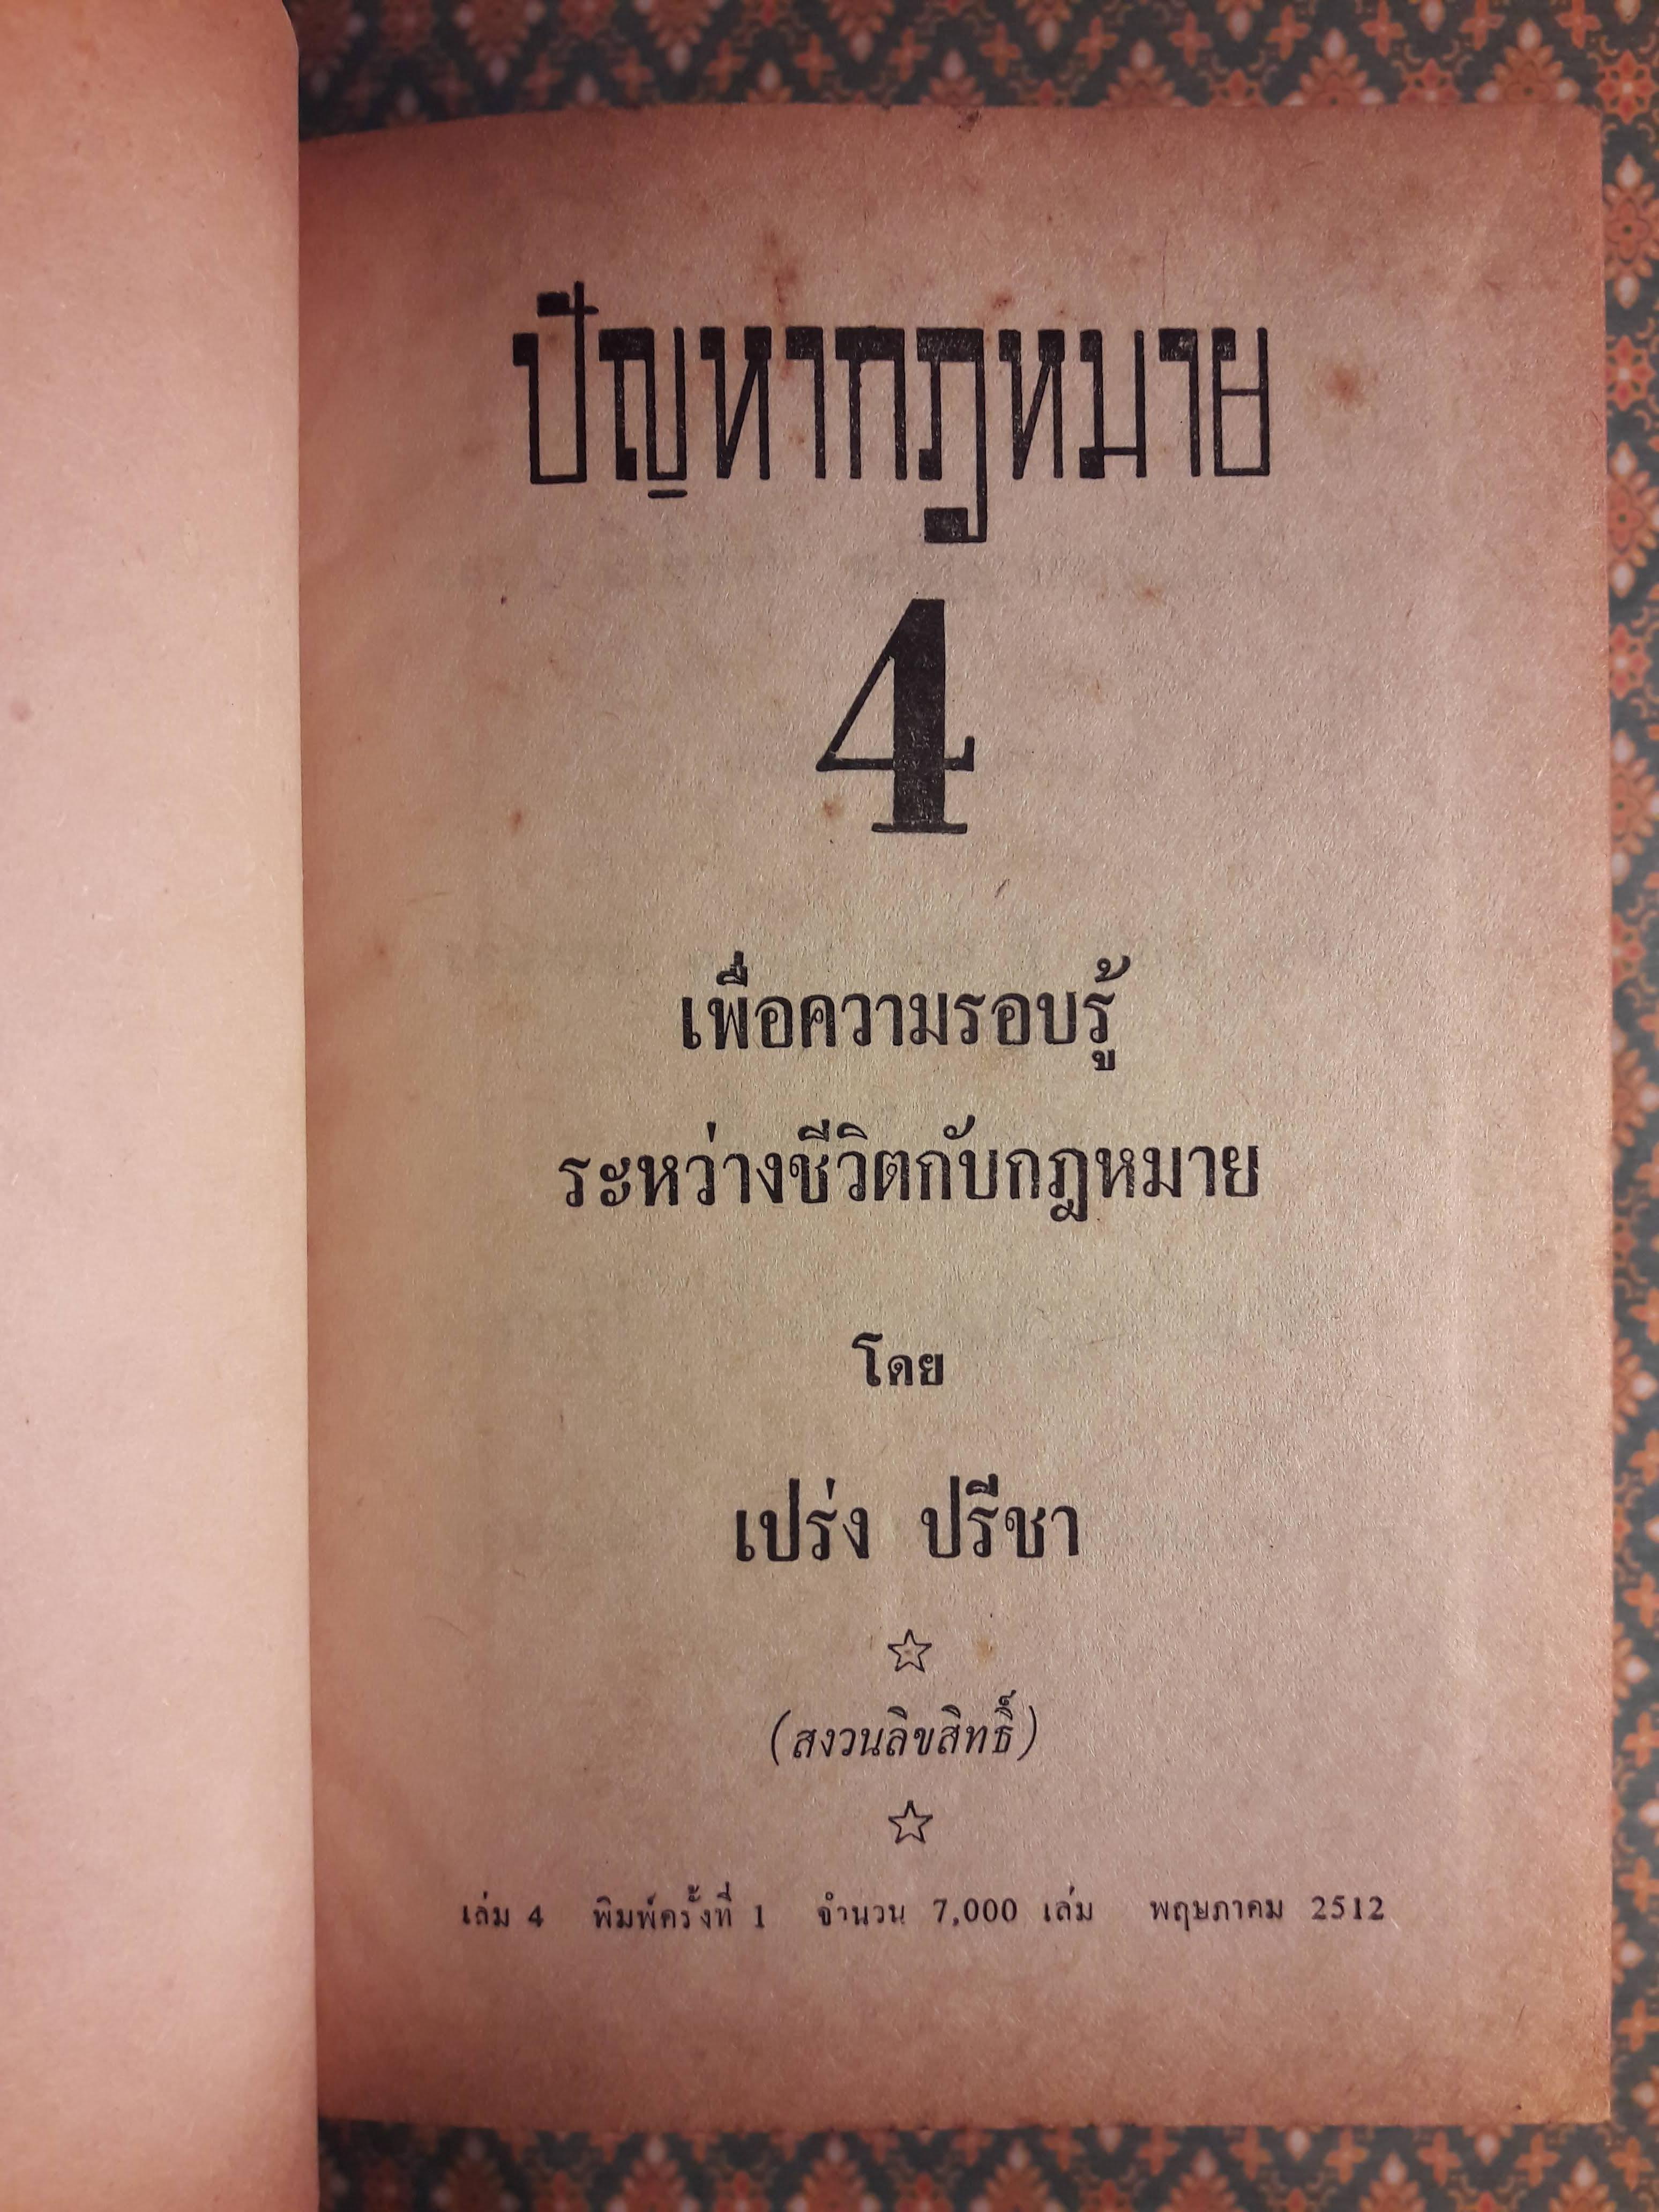 ปัญหากฎหมาย
4
เพื่อความรอบรู้
ระหว่างชีวิตกับกฎหมาย
โดย
เปร่ง ปรีชา
(สงวนลิขสิทธิ์)
เล่ม 4 พิมพ์ครั้งที่ 1 จำนวน 7,000 เล่ม พฤษภาคม 2512